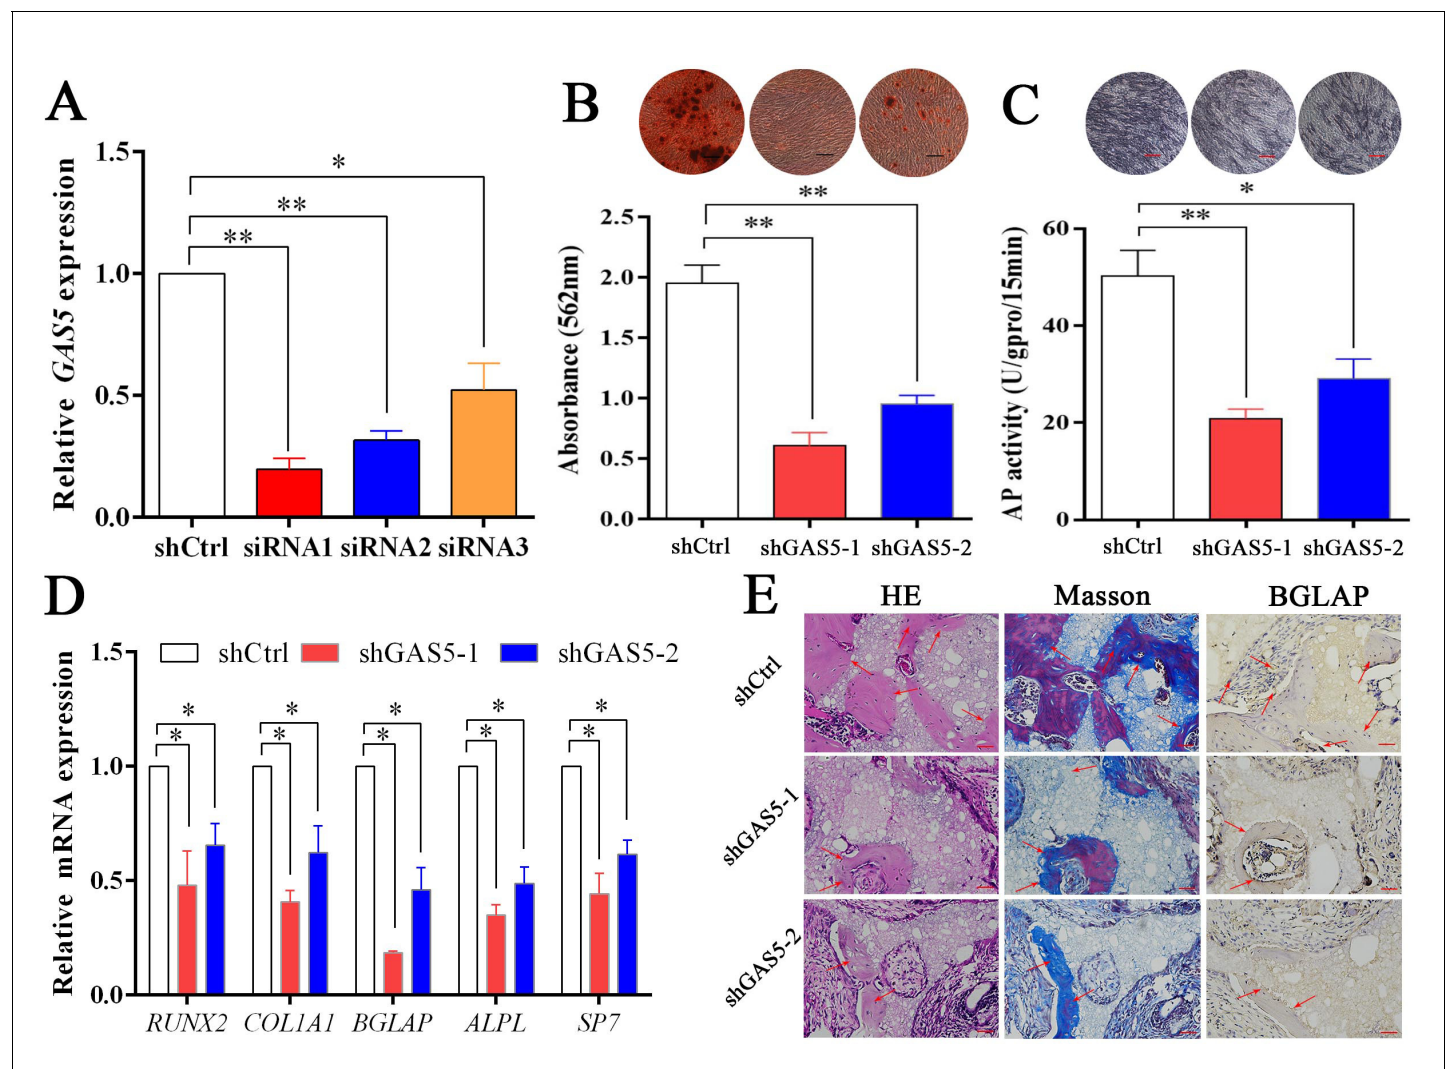 A
Relative GAS5 expression
1.5
1.0
0.5
0.0
*
**
**
shCtrl siRNA1 siRNA2 siRNA3
B
Absorbance (562nm)
2.5
2.0
1.5
1.0
0.5
0.0
**
**
shCtrl shGAS5-1 shGAS5-2
C
AP activity (U/gpro/15min)
60
40
20
0
*
**
shCtrl shGAS5-1 shGAS5-2
D
Relative mRNA expression
1.5
1.0
0.5
0.0
shCtrl shGAS5-1 shGAS5-2
* * * * *
* * * * *
RUNX2 COL1A1 BGLAP ALPL SP7
E
HE Masson BGLAP
shCtrl
shGAS5-1
shGAS5-2